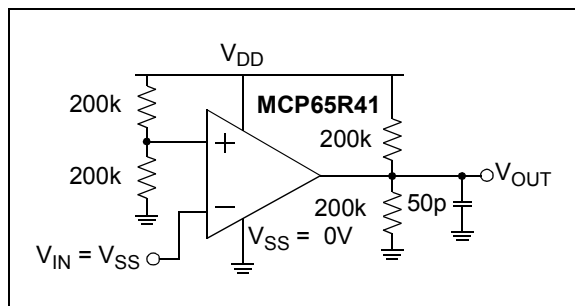 VDD
MCP65R41
200k
200k
200k
+
−
VOUT
200k
50p
VSS = 0V
VIN = VSS